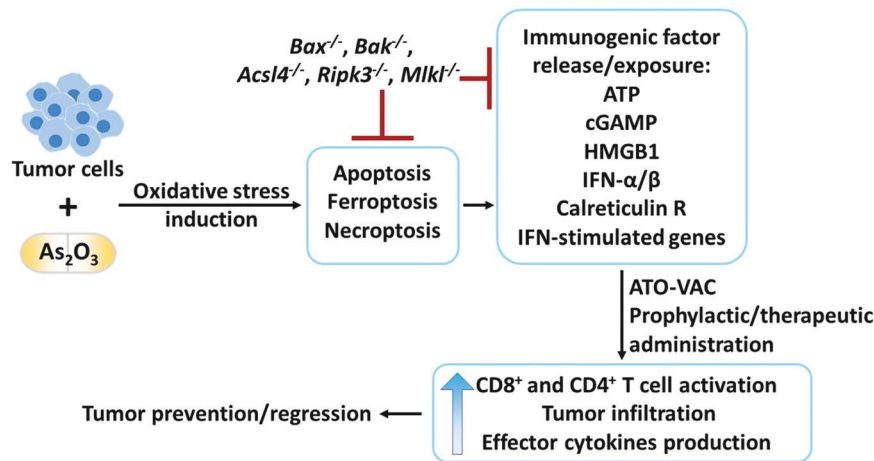 Bax⁻/⁻, Bak⁻/⁻,
Acsl4⁻/⁻, Ripk3⁻/⁻, Mlkl⁻/⁻
Immunogenic factor
release/exposure:
ATP
cGAMP
HMGB1
IFN-α/β
Calreticulin R
IFN-stimulated genes
Tumor cells
+
As₂O₃
Oxidative stress
induction
Apoptosis
Ferroptosis
Necroptosis
ATO-VAC
Prophylactic/therapeutic
administration
CD8⁺ and CD4⁺ T cell activation
Tumor infiltration
Effector cytokines production
Tumor prevention/regression